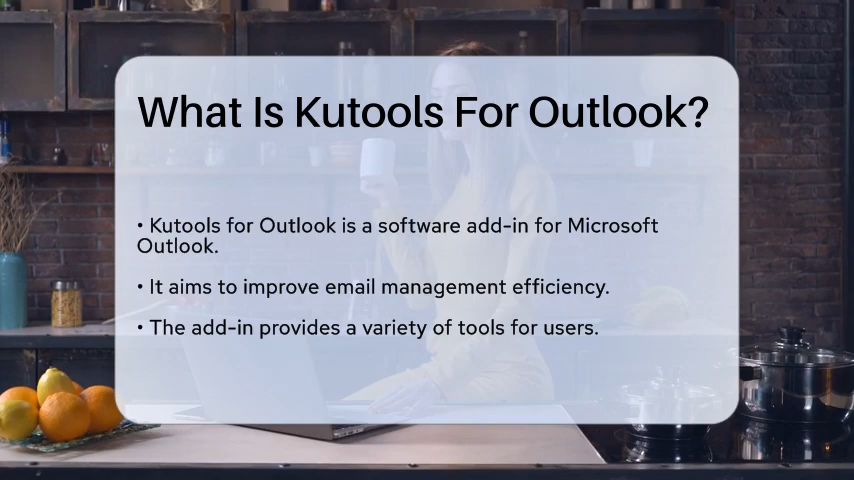 What Is Kutools For Outlook?
• Kutools for Outlook is a software add-in for Microsoft
Outlook.
• It aims to improve email management efficiency.
• The add-in provides a variety of tools for users.